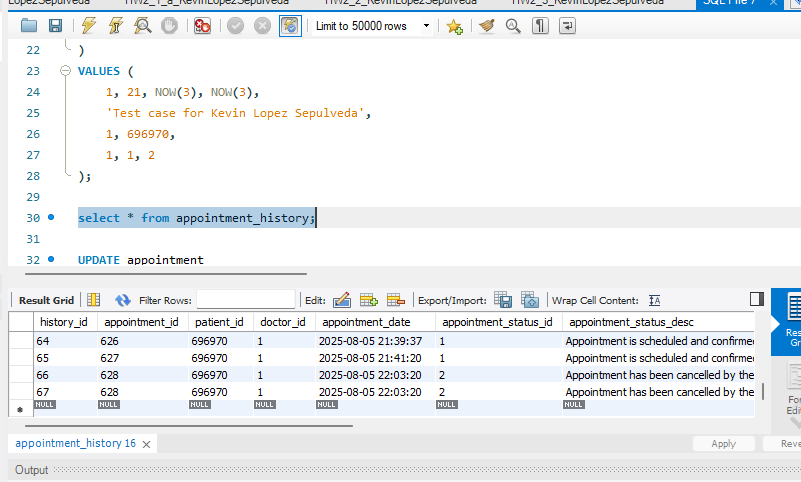 LopezSepulveda HW2_1_a_KevinLopezSepulveda HW2_2_KevinLopezSepulveda HW2_3_KevinLopezSepulveda SQL File 7
Limit to 50000 rows
22 )
23 VALUES (
24 1, 21, NOW(3), NOW(3),
25 'Test case for Kevin Lopez Sepulveda',
26 1, 696970,
27 1, 1, 2
28 );
29
30 select * from appointment_history;
31
32 UPDATE appointment
Result Grid Filter Rows: Edit: Export/Import: Wrap Cell Content:
history_id appointment_id patient_id doctor_id appointment_date appointment_status_id appointment_status_desc
64 626 696970 1 2025-08-05 21:39:37 1 Appointment is scheduled and confirmed
65 627 696970 1 2025-08-05 21:41:20 1 Appointment is scheduled and confirmed
66 628 696970 1 2025-08-05 22:03:20 2 Appointment has been cancelled by the
67 628 696970 1 2025-08-05 22:03:20 2 Appointment has been cancelled by the
NULL NULL NULL NULL NULL NULL NULL
Res
Gr
For
Edit
appointment_history 16
Apply Reve
Output